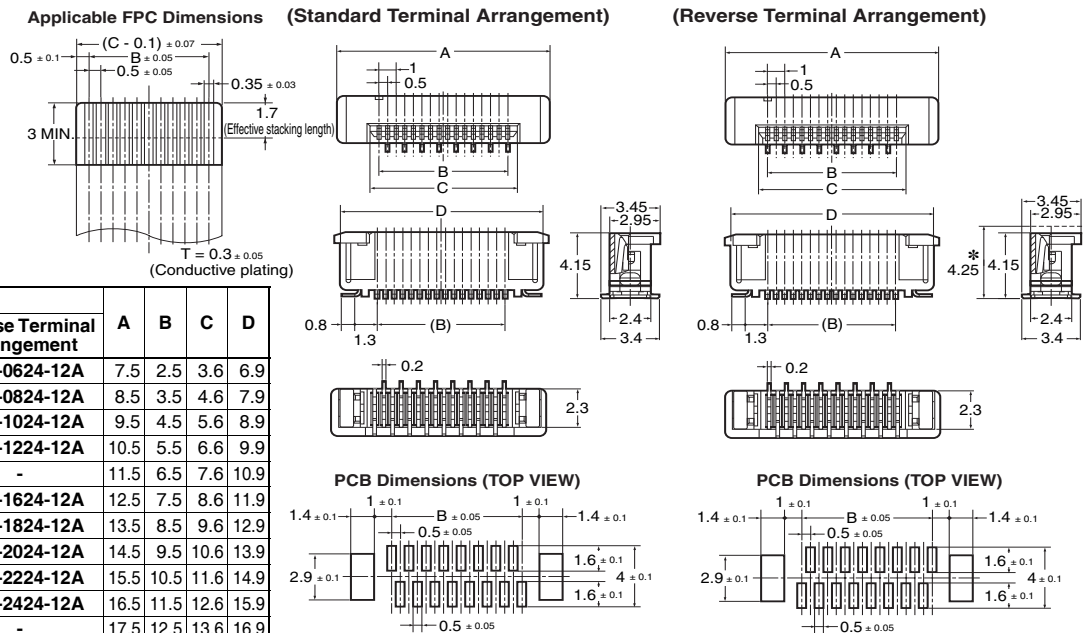 Applicable FPC Dimensions
(C - 0.1) ± 0.07
0.5 ± 0.1
B ± 0.05
0.5 ± 0.05
0.35 ± 0.03
1.7
(Effective stacking length)
3 MIN.
T = 0.3 ± 0.05
(Conductive plating)
(Standard Terminal Arrangement)
A
1
0.5
B
C
D
3.45
2.95
4.15
0.8
1.3
(B)
2.4
3.4
0.2
2.3
PCB Dimensions (TOP VIEW)
1 ± 0.1
1 ± 0.1
1.4 ± 0.1
B ± 0.05
1.4 ± 0.1
0.5 ± 0.05
2.9 ± 0.1
1.6 ± 0.1
4 ± 0.1
1.6 ± 0.1
0.5 ± 0.05
(Reverse Terminal Arrangement)
A
1
0.5
B
C
D
3.45
2.95
*
4.25
4.15
0.8
1.3
(B)
2.4
3.4
0.2
2.3
PCB Dimensions (TOP VIEW)
1 ± 0.1
1 ± 0.1
1.4 ± 0.1
B ± 0.05
1.4 ± 0.1
0.5 ± 0.05
2.9 ± 0.1
1.6 ± 0.1
4 ± 0.1
1.6 ± 0.1
0.5 ± 0.05
se Terminal
ngement A B C D
-0624-12A 7.5 2.5 3.6 6.9
-0824-12A 8.5 3.5 4.6 7.9
-1024-12A 9.5 4.5 5.6 8.9
-1224-12A 10.5 5.5 6.6 9.9
- 11.5 6.5 7.6 10.9
-1624-12A 12.5 7.5 8.6 11.9
-1824-12A 13.5 8.5 9.6 12.9
-2024-12A 14.5 9.5 10.6 13.9
-2224-12A 15.5 10.5 11.6 14.9
-2424-12A 16.5 11.5 12.6 15.9
- 17.5 12.5 13.6 16.9